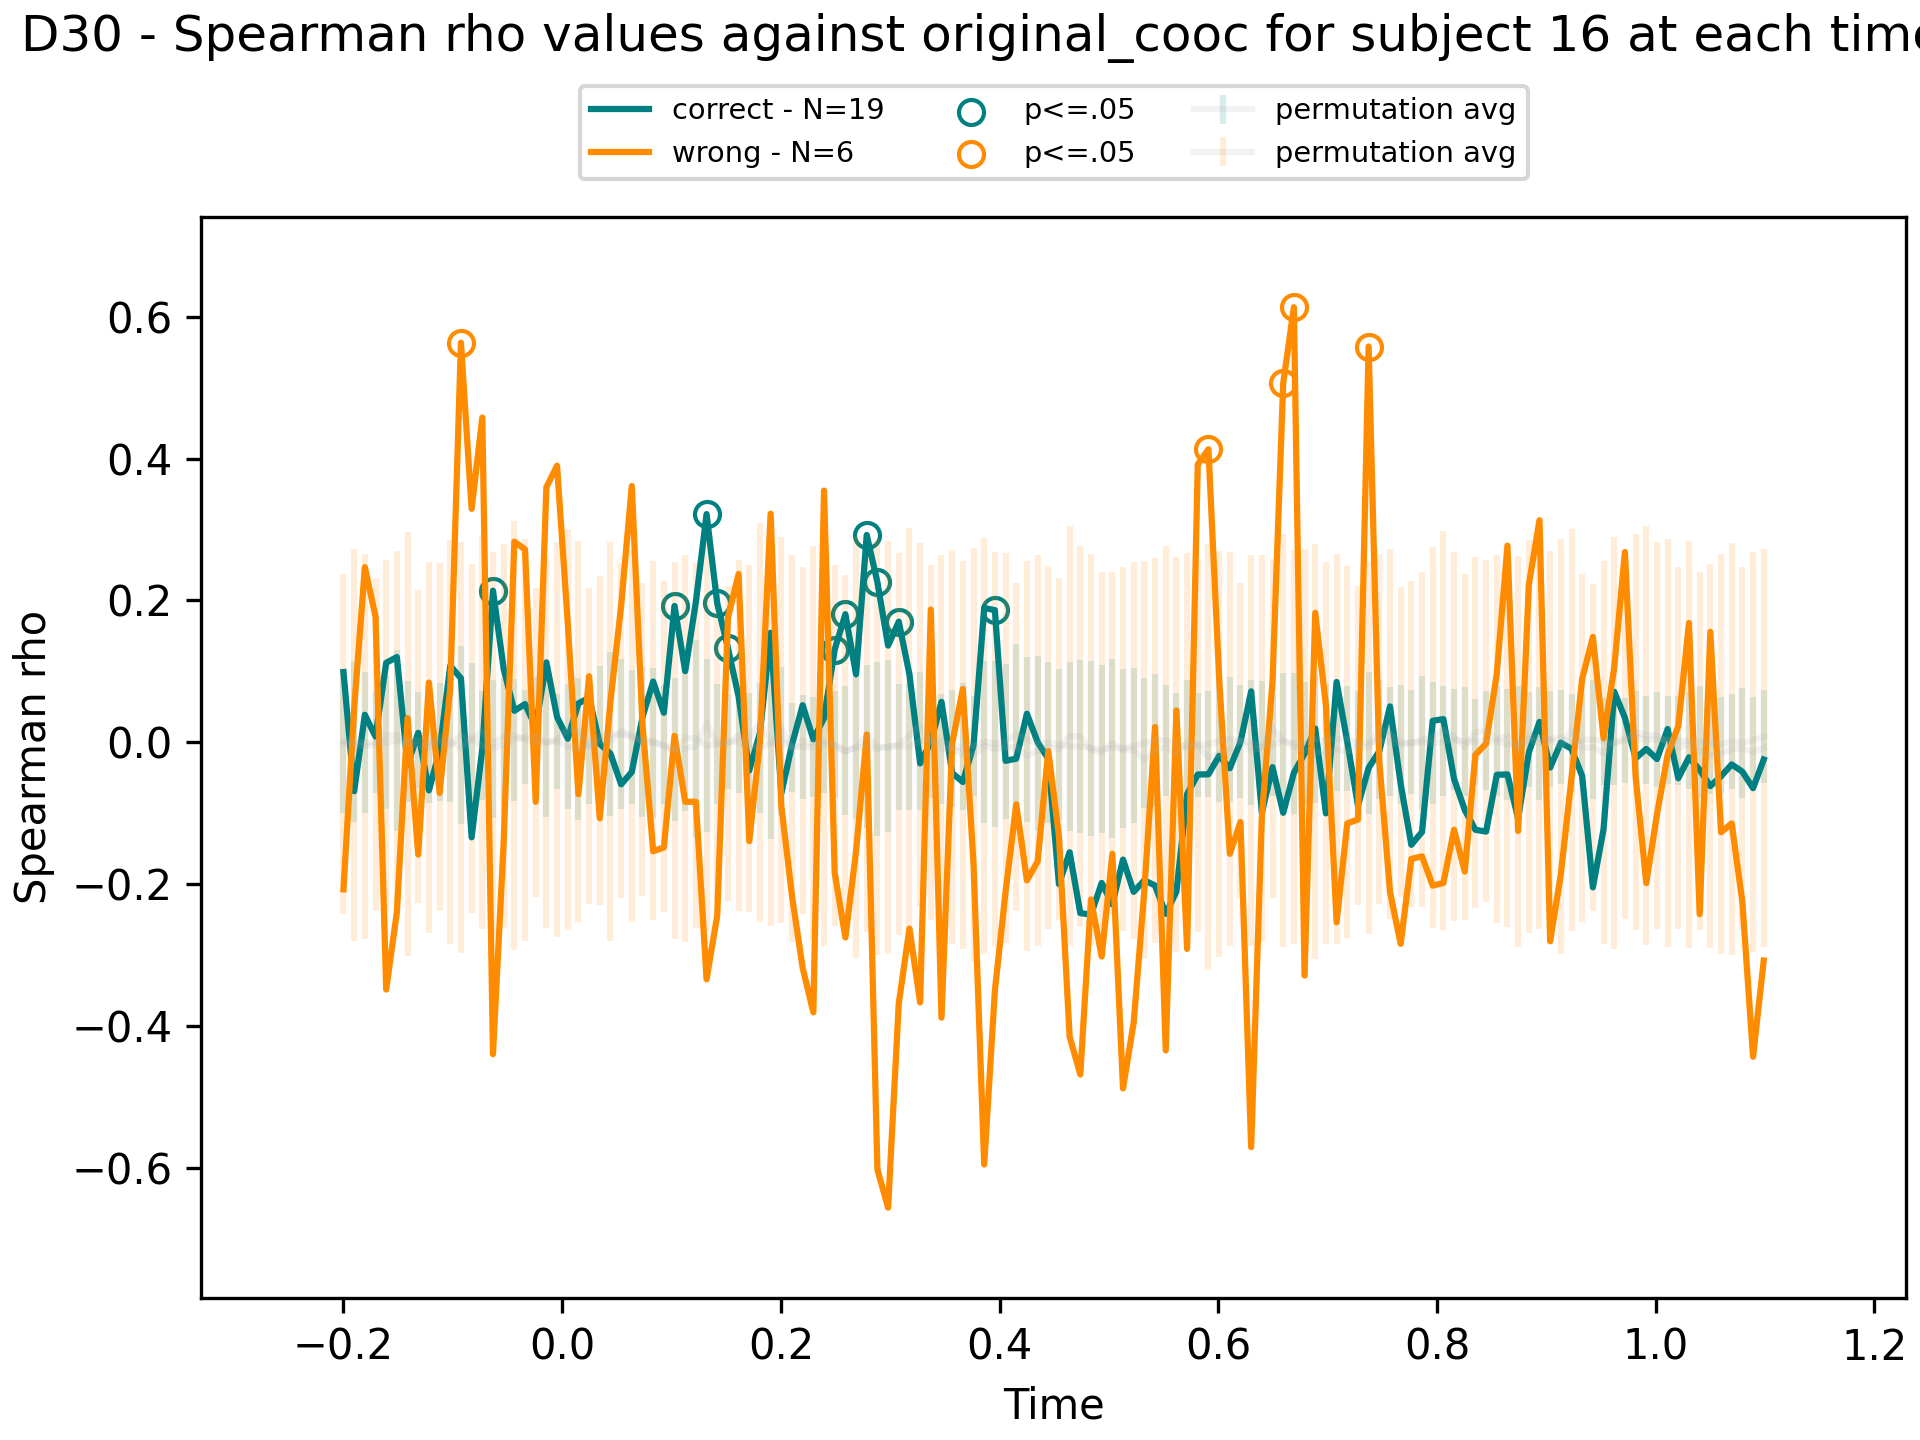 D30 - Spearman rho values against original_cooc for subject 16 at each time
correct - N=19
wrong - N=6
p<=.05
p<=.05
permutation avg
permutation avg
Spearman rho
0.6
0.4
0.2
0.0
−0.2
−0.4
−0.6
−0.2 0.0 0.2 0.4 0.6 0.8 1.0 1.2
Time